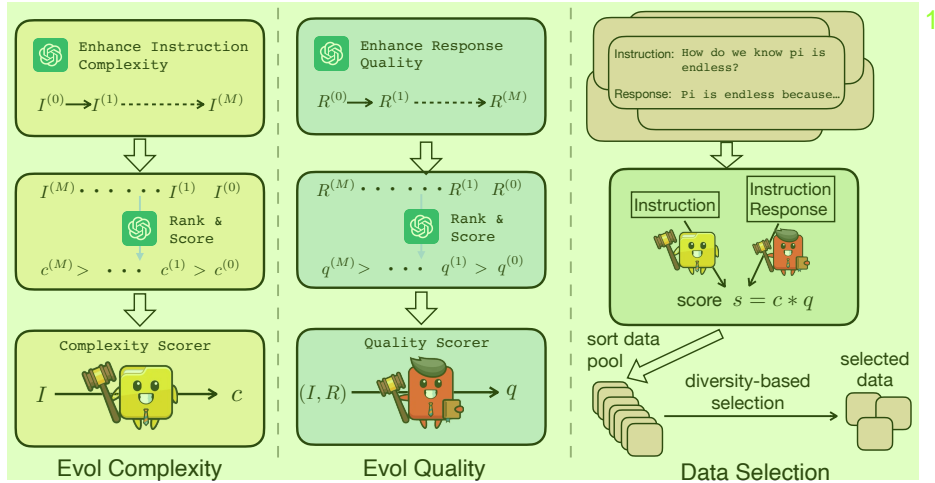 1
Enhance Instruction
Complexity
I^(0) → I^(1) ⇢ I^(M)
I^(M) · · · · · · I^(1) I^(0)
Rank &
Score
c^(M) > · · · c^(1) > c^(0)
Complexity Scorer
I → c
Evol Complexity
Enhance Response
Quality
R^(0) → R^(1) ⇢ R^(M)
R^(M) · · · · · · R^(1) R^(0)
Rank &
Score
q^(M) > · · · q^(1) > q^(0)
Quality Scorer
(I, R) → q
Evol Quality
Instruction: How do we know pi is
endless?
Response: Pi is endless because…
Instruction
Instruction
Response
score s = c * q
sort data
pool
diversity-based
selection
selected
data
Data Selection